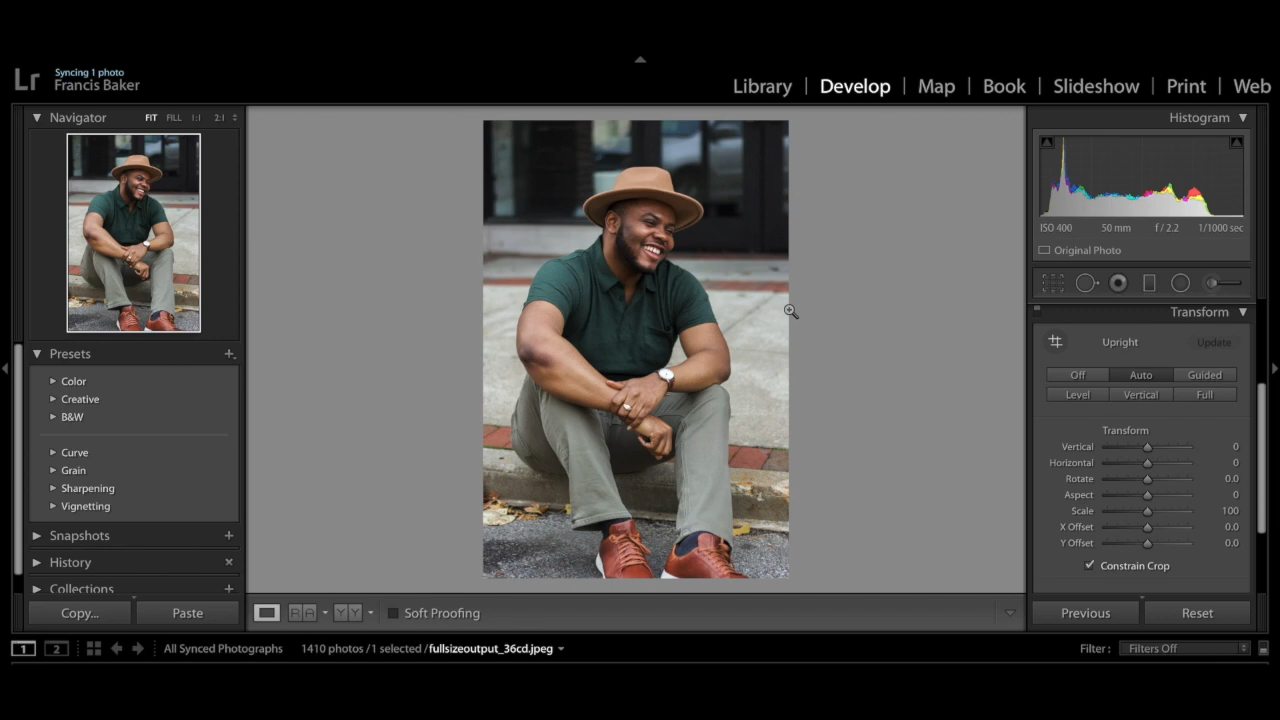 Lr
Syncing 1 photo
Francis Baker
Library | Develop | Map | Book | Slideshow | Print | Web
Navigator FIT FILL 1:1 2:1
Presets +
Color
Creative
B&W
Curve
Grain
Sharpening
Vignetting
Snapshots +
History ×
Collections +
Copy... Paste
R A Y Y Soft Proofing
Histogram
ISO 400 50 mm f / 2.2 1/1000 sec
Original Photo
Transform
Upright Update
Off Auto Guided
Level Vertical Full
Transform
Vertical 0
Horizontal 0
Rotate 0.0
Aspect 0
Scale 100
X Offset 0.0
Y Offset 0.0
Constrain Crop
Previous Reset
1 2 All Synced Photographs 1410 photos /1 selected /fullsizeoutput_36cd.jpeg
Filter : Filters Off